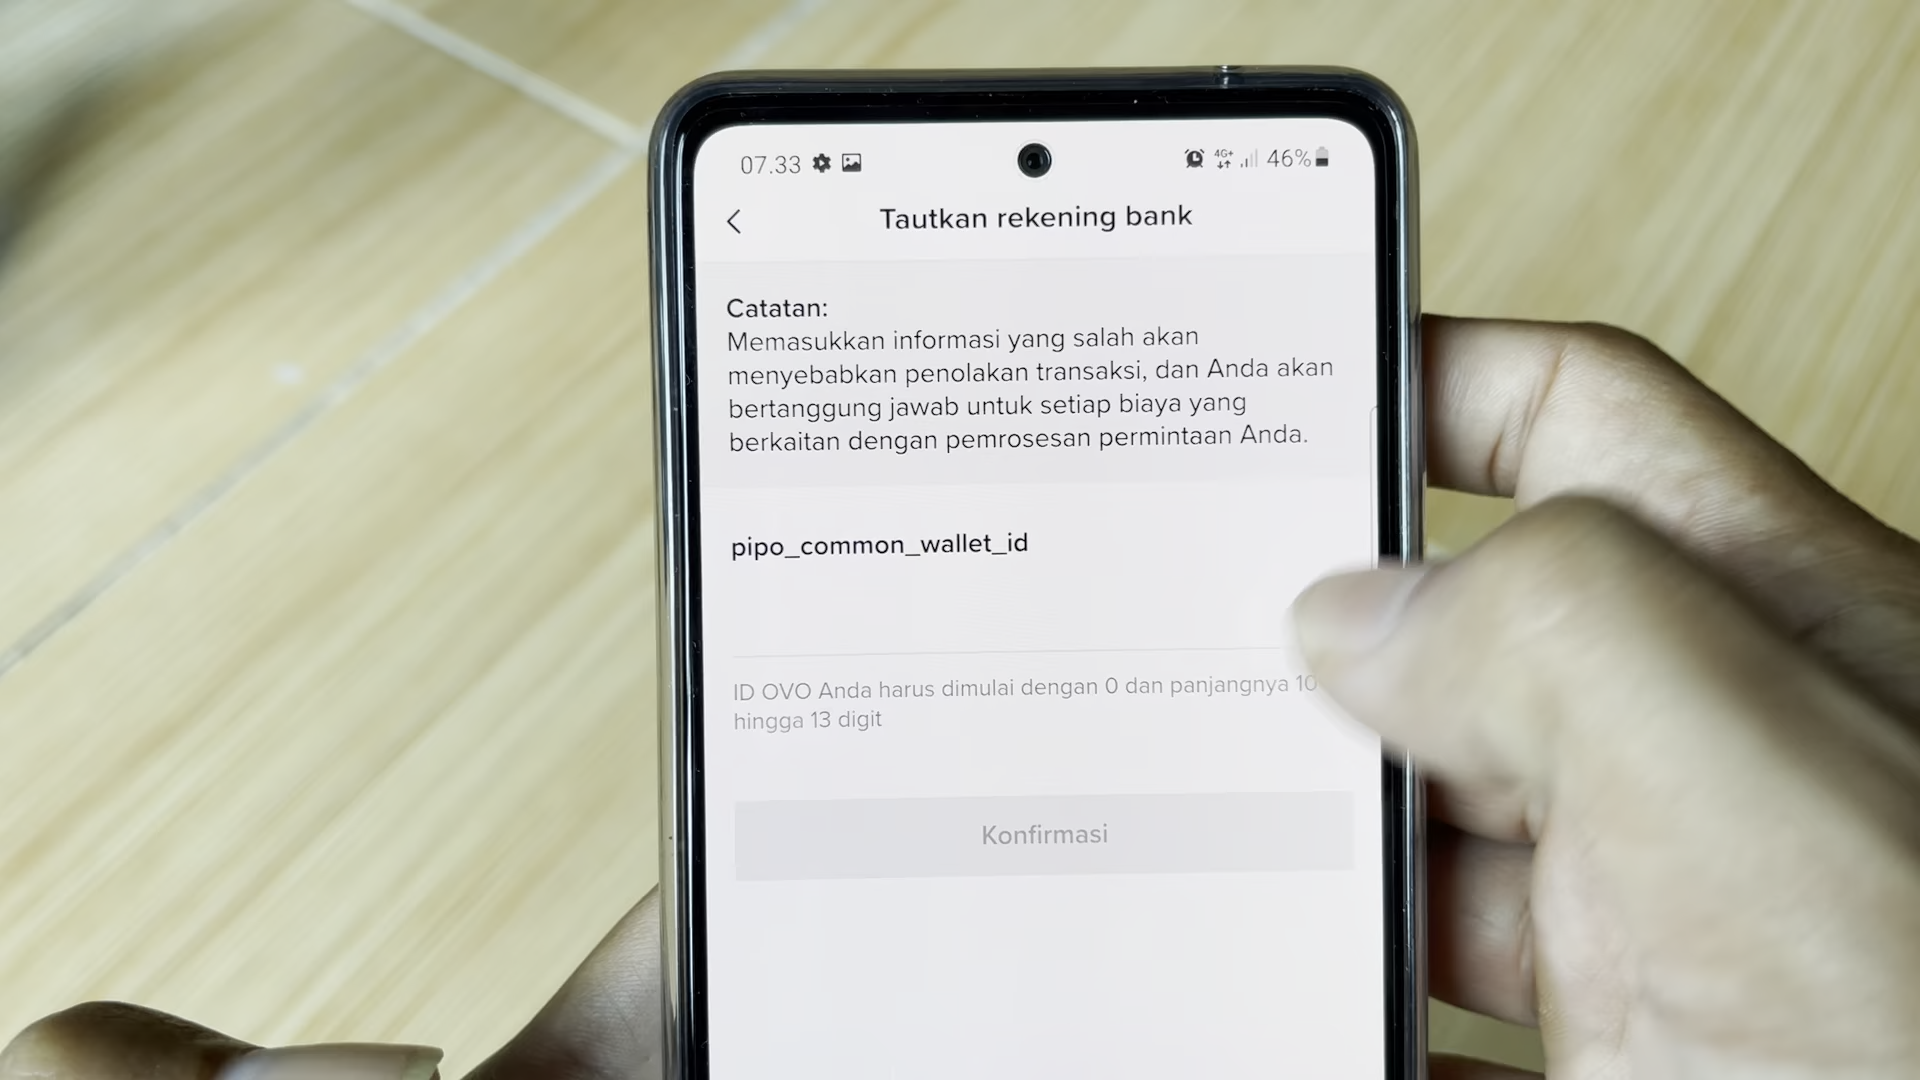 07.33
4G+ 46%
Tautkan rekening bank
Catatan:
Memasukkan informasi yang salah akan
menyebabkan penolakan transaksi, dan Anda akan
bertanggung jawab untuk setiap biaya yang
berkaitan dengan pemrosesan permintaan Anda.
pipo_common_wallet_id
ID OVO Anda harus dimulai dengan 0 dan panjangnya 10
hingga 13 digit
Konfirmasi